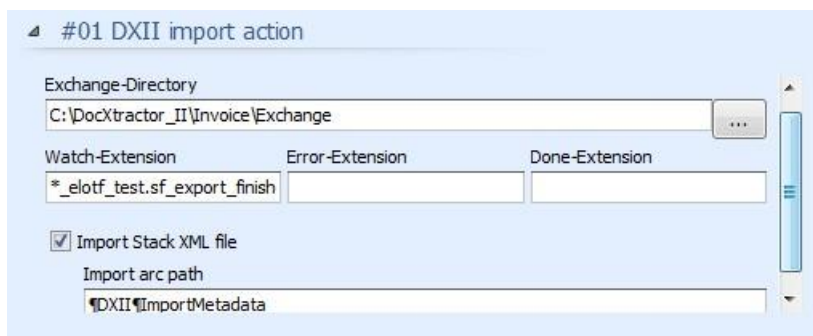 #01 DXII import action
Exchange-Directory
C:\DocXtractor_II\Invoice\Exchange
...
Watch-Extension Error-Extension Done-Extension
*_elotf_test.sf_export_finish
Import Stack XML file
Import arc path
¶DXII¶ImportMetadata